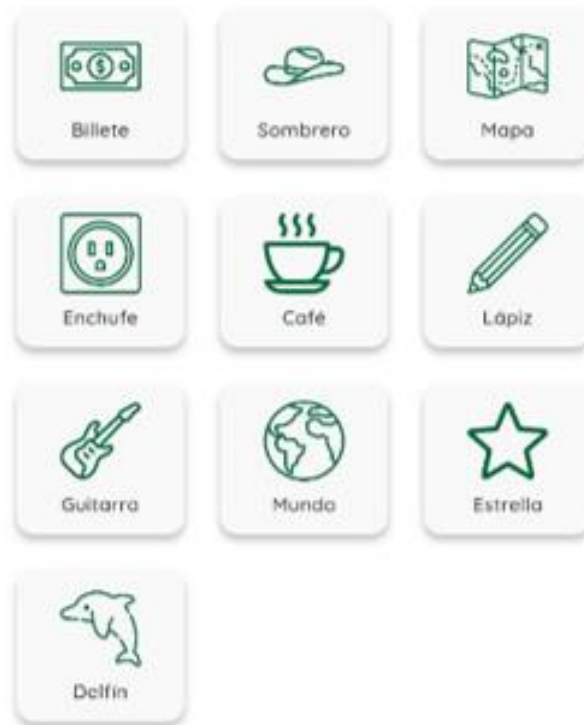 Billete
Sombrero
Mapa
Enchufe
Café
Lápiz
Guitarra
Mundo
Estrella
Delfín